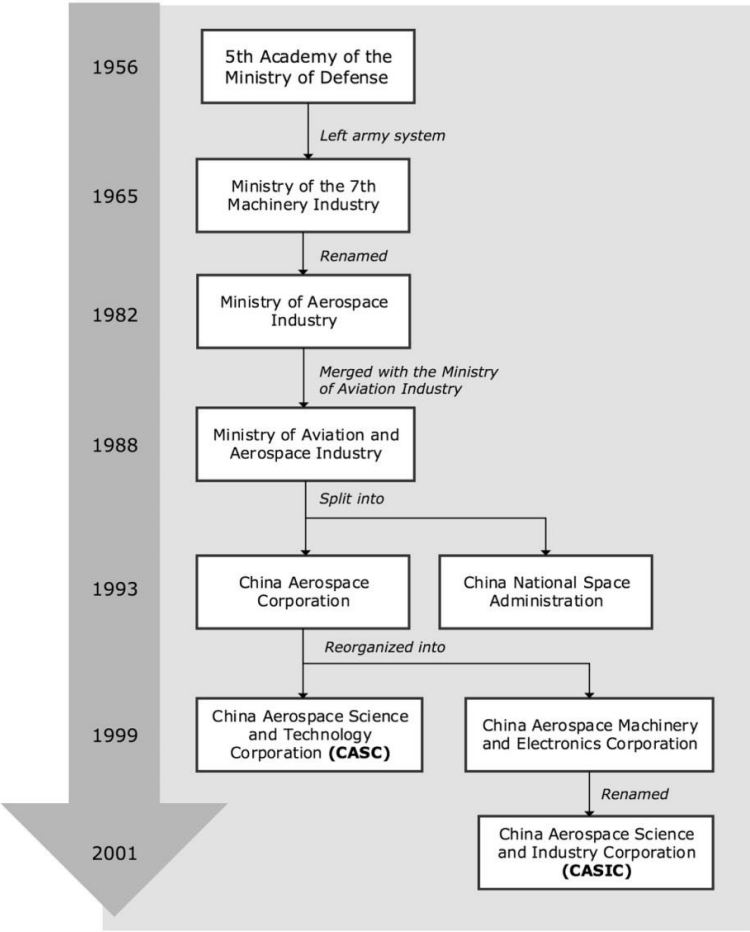 1956
5th Academy of the
Ministry of Defense
Left army system
1965
Ministry of the 7th
Machinery Industry
Renamed
1982
Ministry of Aerospace
Industry
Merged with the Ministry
of Aviation Industry
1988
Ministry of Aviation and
Aerospace Industry
Split into
1993
China Aerospace
Corporation
China National Space
Administration
Reorganized into
1999
China Aerospace Science
and Technology
Corporation (CASC)
China Aerospace Machinery
and Electronics Corporation
Renamed
2001
China Aerospace Science
and Industry Corporation
(CASIC)